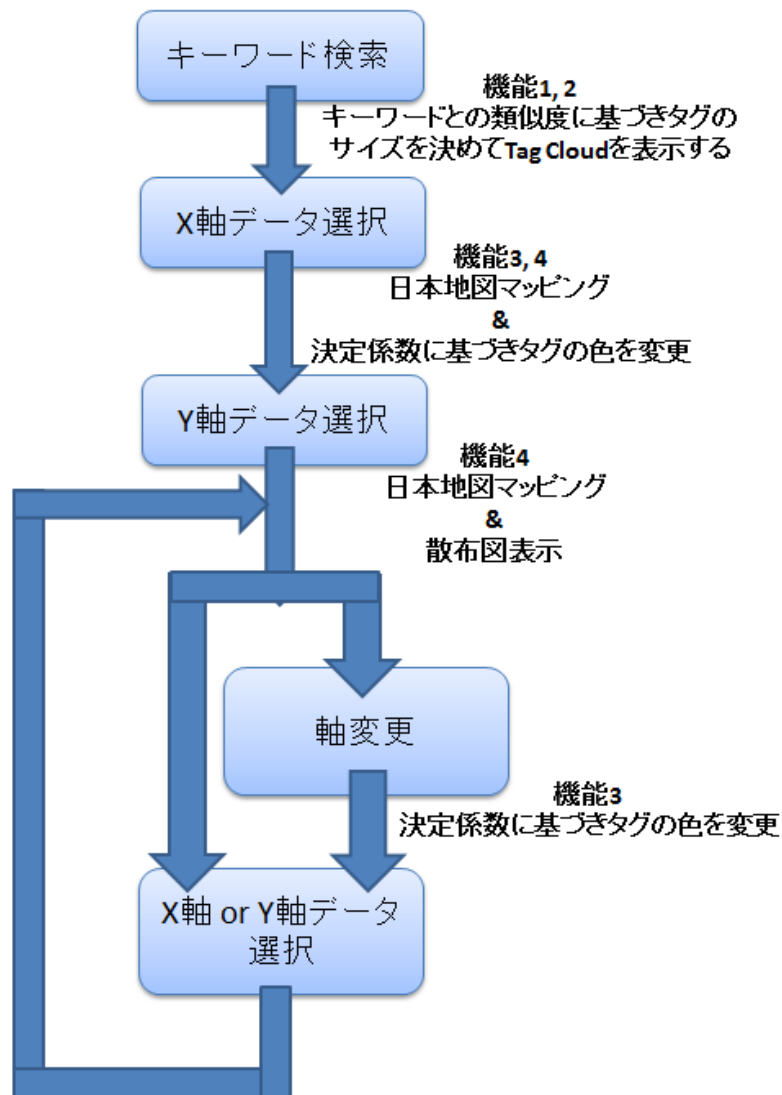 キーワード検索
機能1, 2
キーワードとの類似度に基づきタグの
サイズを決めてTag Cloudを表示する
X軸データ選択
機能3, 4
日本地図マッピング
&
決定係数に基づきタグの色を変更
Y軸データ選択
機能4
日本地図マッピング
&
散布図表示
軸変更
機能3
決定係数に基づきタグの色を変更
X軸 or Y軸データ
選択